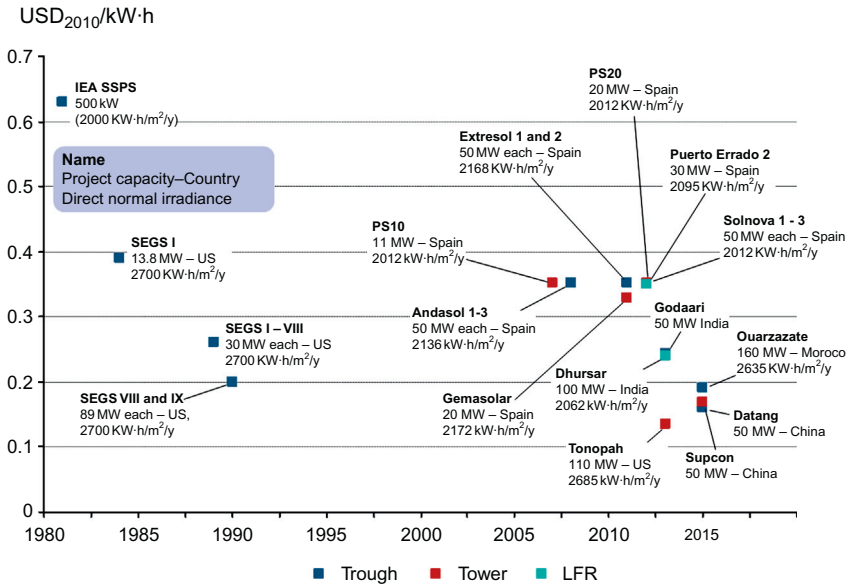 USD2010/kW·h
0.7
0.6
0.5
0.4
0.3
0.2
0.1
0
1980
1985
1990
1995
2000
2005
2010
2015
IEA SSPS
500 kW
(2000 KW·h/m²/y)
Name
Project capacity–Country
Direct normal irradiance
SEGS I
13.8 MW – US
2700 KW·h/m²/y
SEGS I – VIII
30 MW each – US
2700 KW·h/m²/y
SEGS VIII and IX
89 MW each – US,
2700 KW·h/m²/y
PS10
11 MW – Spain
2012 kW·h/m²/y
Andasol 1-3
50 MW each – Spain
2136 kW·h/m²/y
Extresol 1 and 2
50 MW each – Spain
2168 kW·h/m²/y
PS20
20 MW – Spain
2012 KW·h/m²/y
Puerto Errado 2
30 MW – Spain
2095 KW·h/m²/y
Solnova 1 - 3
50 MW each – Spain
2012 KW·h/m²/y
Gemasolar
20 MW – Spain
2172 kW·h/m²/y
Godaari
50 MW India
Dhursar
100 MW – India
2062 kW·h/m²/y
Tonopah
110 MW – US
2685 kW·h/m²/y
Ouarzazate
160 MW – Moroco
2635 KW·h/m²/y
Datang
50 MW – China
Supcon
50 MW – China
Trough
Tower
LFR